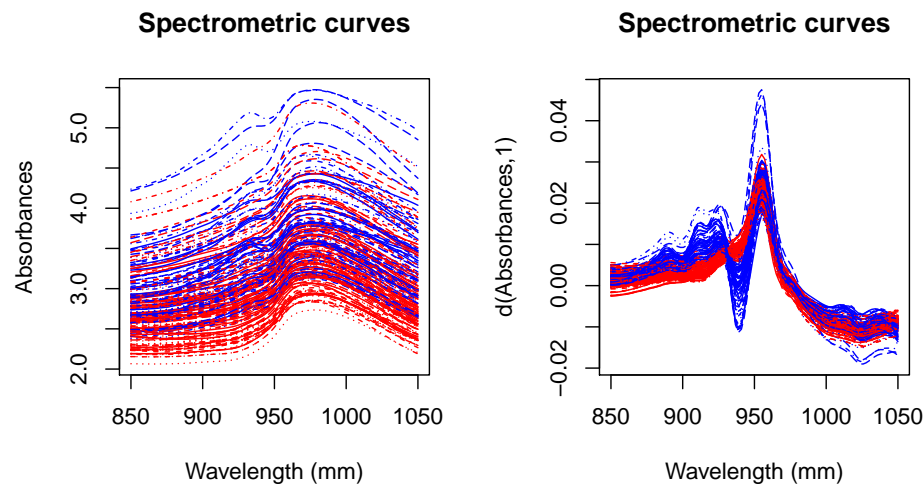 Spectrometric curves
Absorbances
5.0
4.0
3.0
2.0
850 900 950 1000 1050
Wavelength (mm)
Spectrometric curves
d(Absorbances, 1)
0.04
0.02
0.00
−0.02
850 900 950 1000 1050
Wavelength (mm)